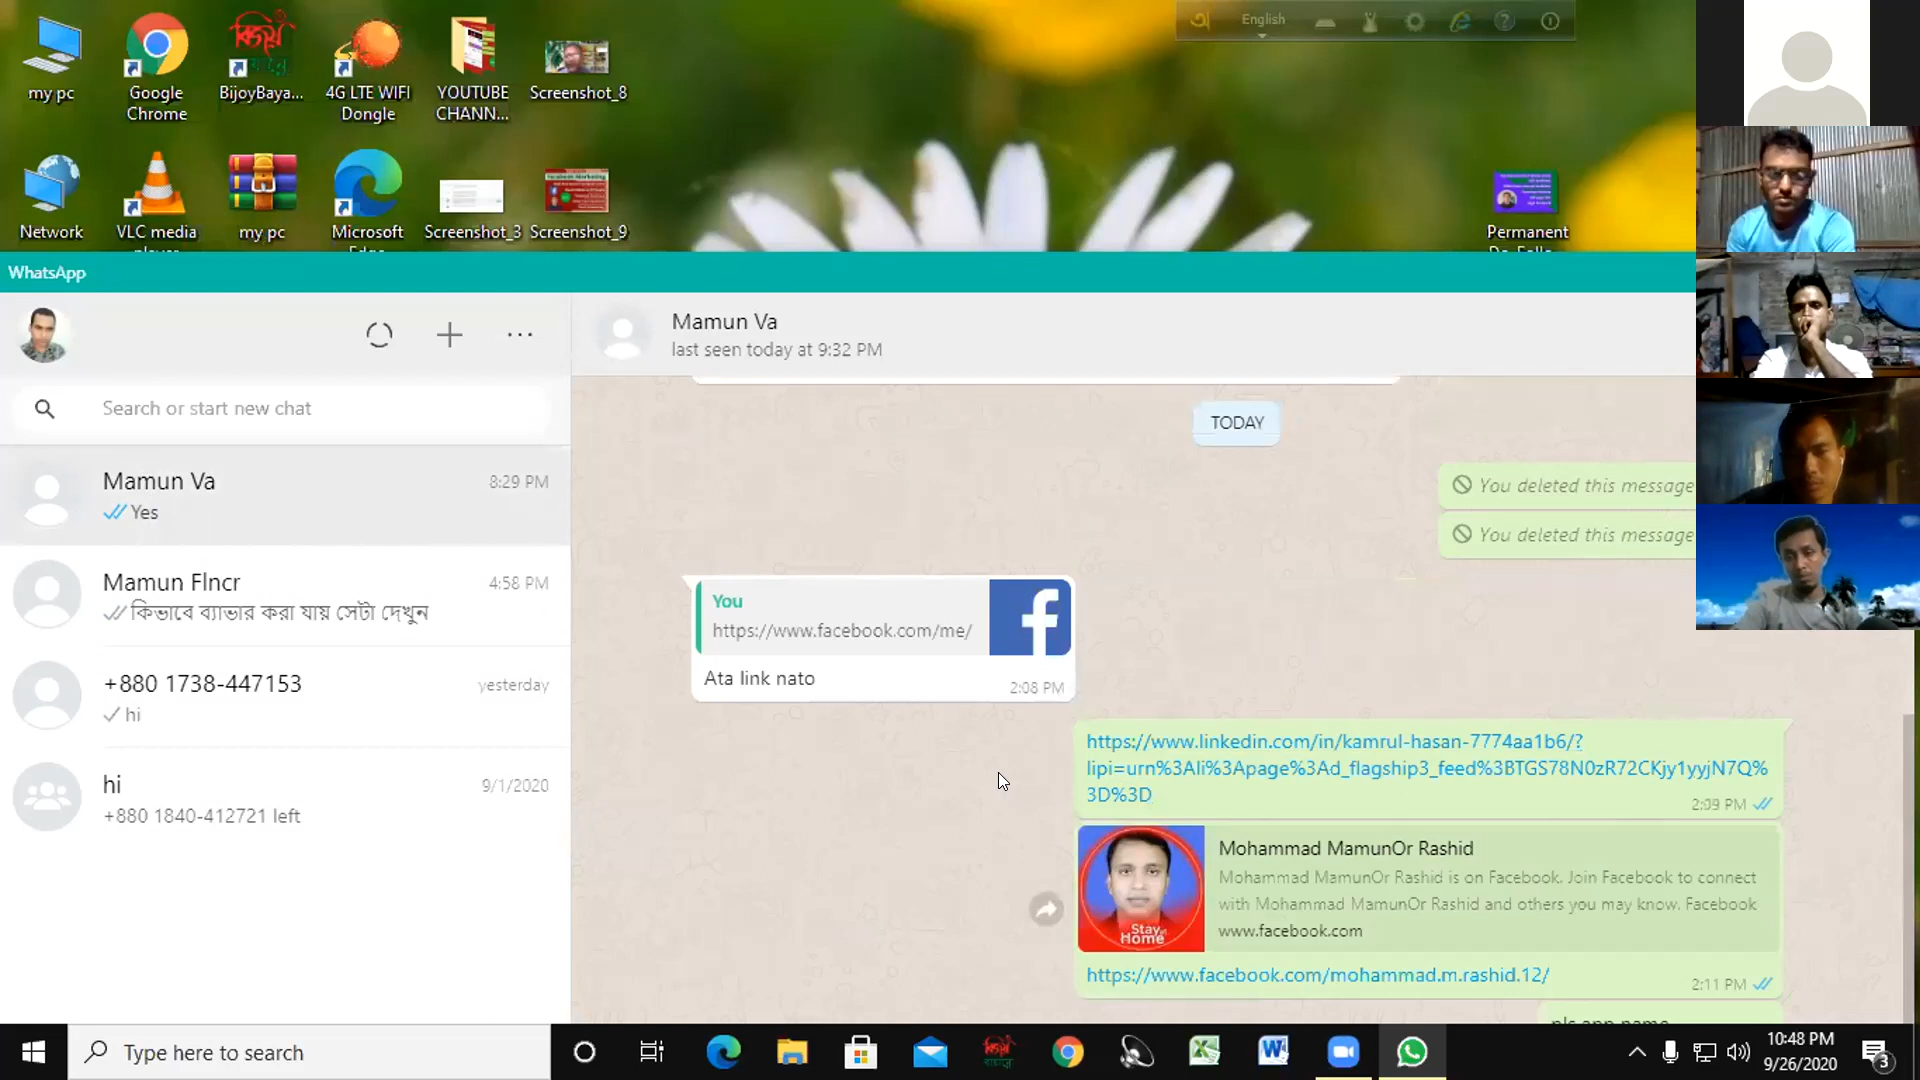 English
my pc
Google
Chrome
BijoyBaya...
4G LTE WIFI
Dongle
YOUTUBE
CHANN...
Screenshot_8
Network
VLC media
my pc
Microsoft
Screenshot_3
Screenshot_9
Permanent
WhatsApp
Mamun Va
last seen today at 9:32 PM
Search or start new chat
Mamun Va
8:29 PM
Yes
Mamun Flncr
4:58 PM
কিভাবে ব্যাভার করা যায় সেটা দেখুন
+880 1738-447153
yesterday
hi
hi
9/1/2020
+880 1840-412721 left
TODAY
You deleted this message
You deleted this message
You
https://www.facebook.com/me/
Ata link nato
2:08 PM
https://www.linkedin.com/in/kamrul-hasan-7774aa1b6/?
lipi=urn%3Ali%3Apage%3Ad_flagship3_feed%3BTGS78N0zR72CKjy1yyjN7Q%
3D%3D
2:09 PM
Stay
Home
Mohammad MamunOr Rashid
Mohammad MamunOr Rashid is on Facebook. Join Facebook to connect
with Mohammad MamunOr Rashid and others you may know. Facebook
www.facebook.com
https://www.facebook.com/mohammad.m.rashid.12/
2:11 PM
pls app name
Type here to search
10:48 PM
9/26/2020
3